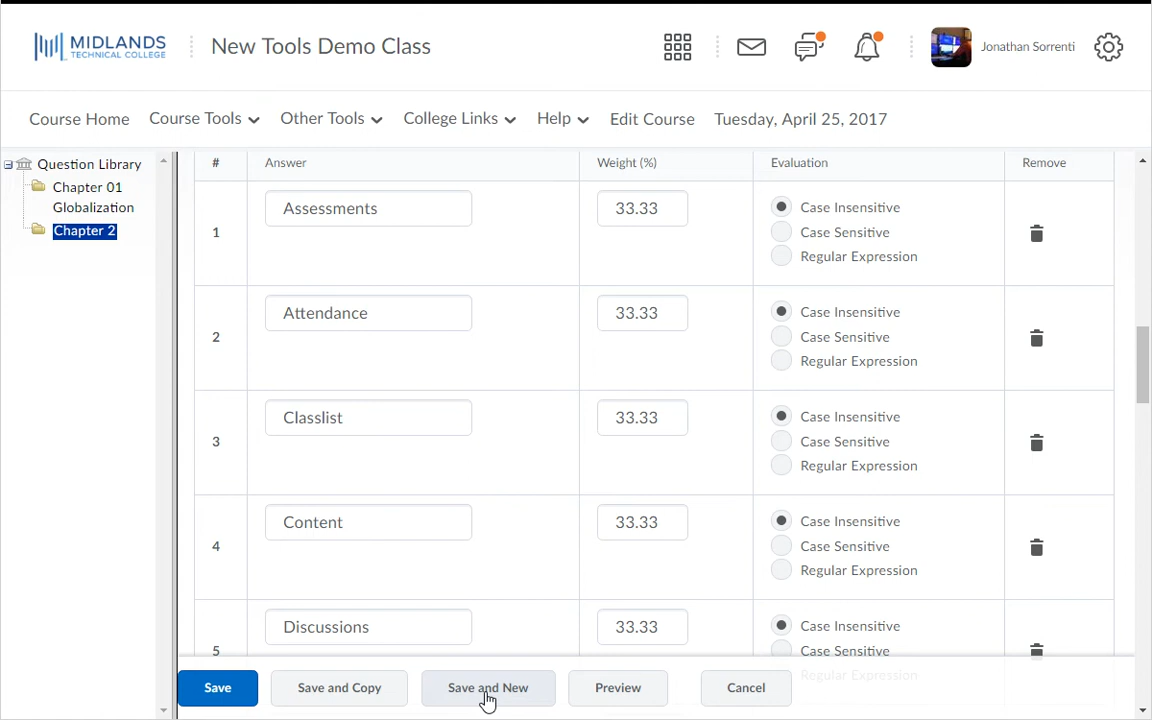 MIDLANDS
TECHNICAL COLLEGE
New Tools Demo Class
Jonathan Sorrenti
Course Home Course Tools Other Tools College Links Help Edit Course Tuesday, April 25, 2017
Question Library
Chapter 01
Globalization
Chapter 2
# Answer Weight (%) Evaluation Remove
1 Assessments 33.33 Case Insensitive
Case Sensitive
Regular Expression
2 Attendance 33.33 Case Insensitive
Case Sensitive
Regular Expression
3 Classlist 33.33 Case Insensitive
Case Sensitive
Regular Expression
4 Content 33.33 Case Insensitive
Case Sensitive
Regular Expression
5 Discussions 33.33 Case Insensitive
Case Sensitive
Regular Expression
Save Save and Copy Save and New Preview Cancel